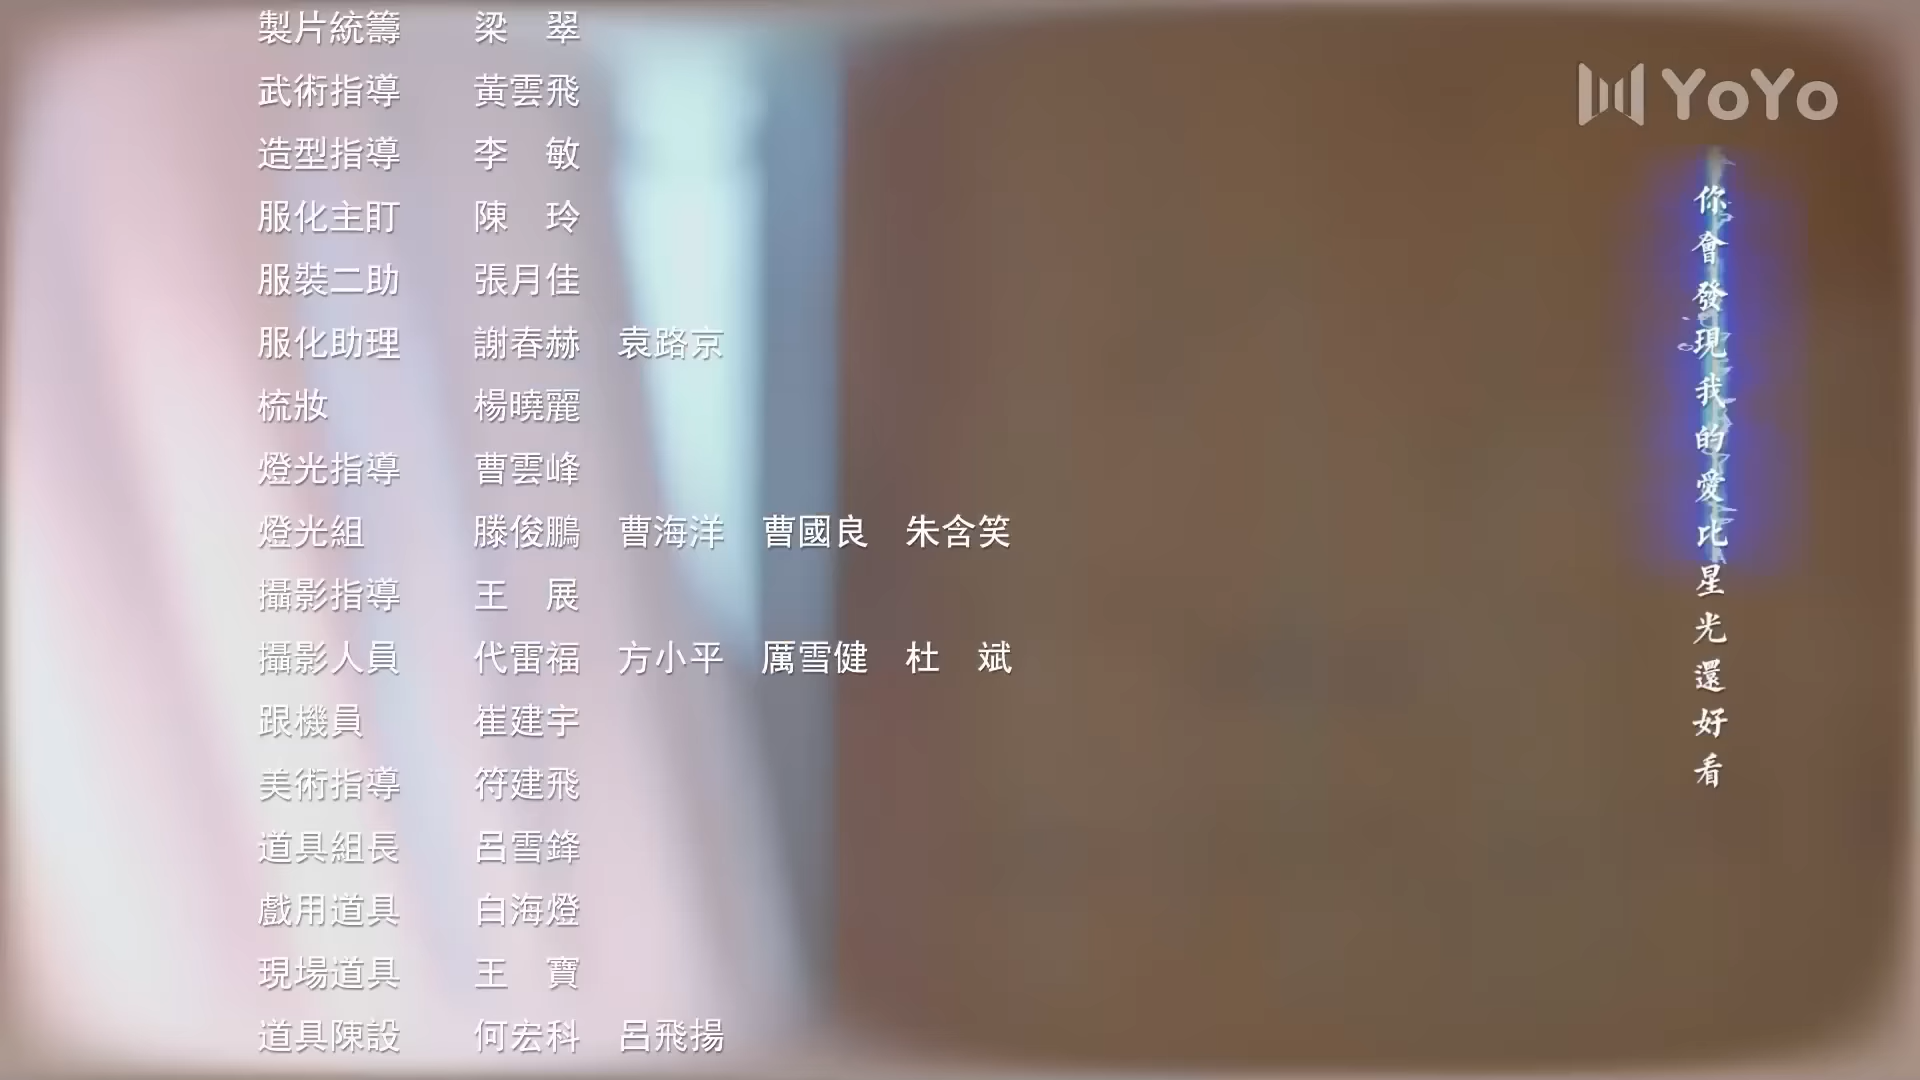 製片統籌 梁 翠
武術指導 黃雲飛
造型指導 李 敏
服化主盯 陳 玲
服裝二助 張月佳
服化助理 謝春赫 袁路京
梳妝 楊曉麗
燈光指導 曹雲峰
燈光組 滕俊鵬 曹海洋 曹國良 朱含笑
攝影指導 王 展
攝影人員 代雷福 方小平 厲雪健 杜 斌
跟機員 崔建宇
美術指導 符建飛
道具組長 呂雪鋒
戲用道具 白海燈
現場道具 王 寶
道具陳設 何宏科 呂飛揚
YoYo
你會發現我的愛比星光還好看